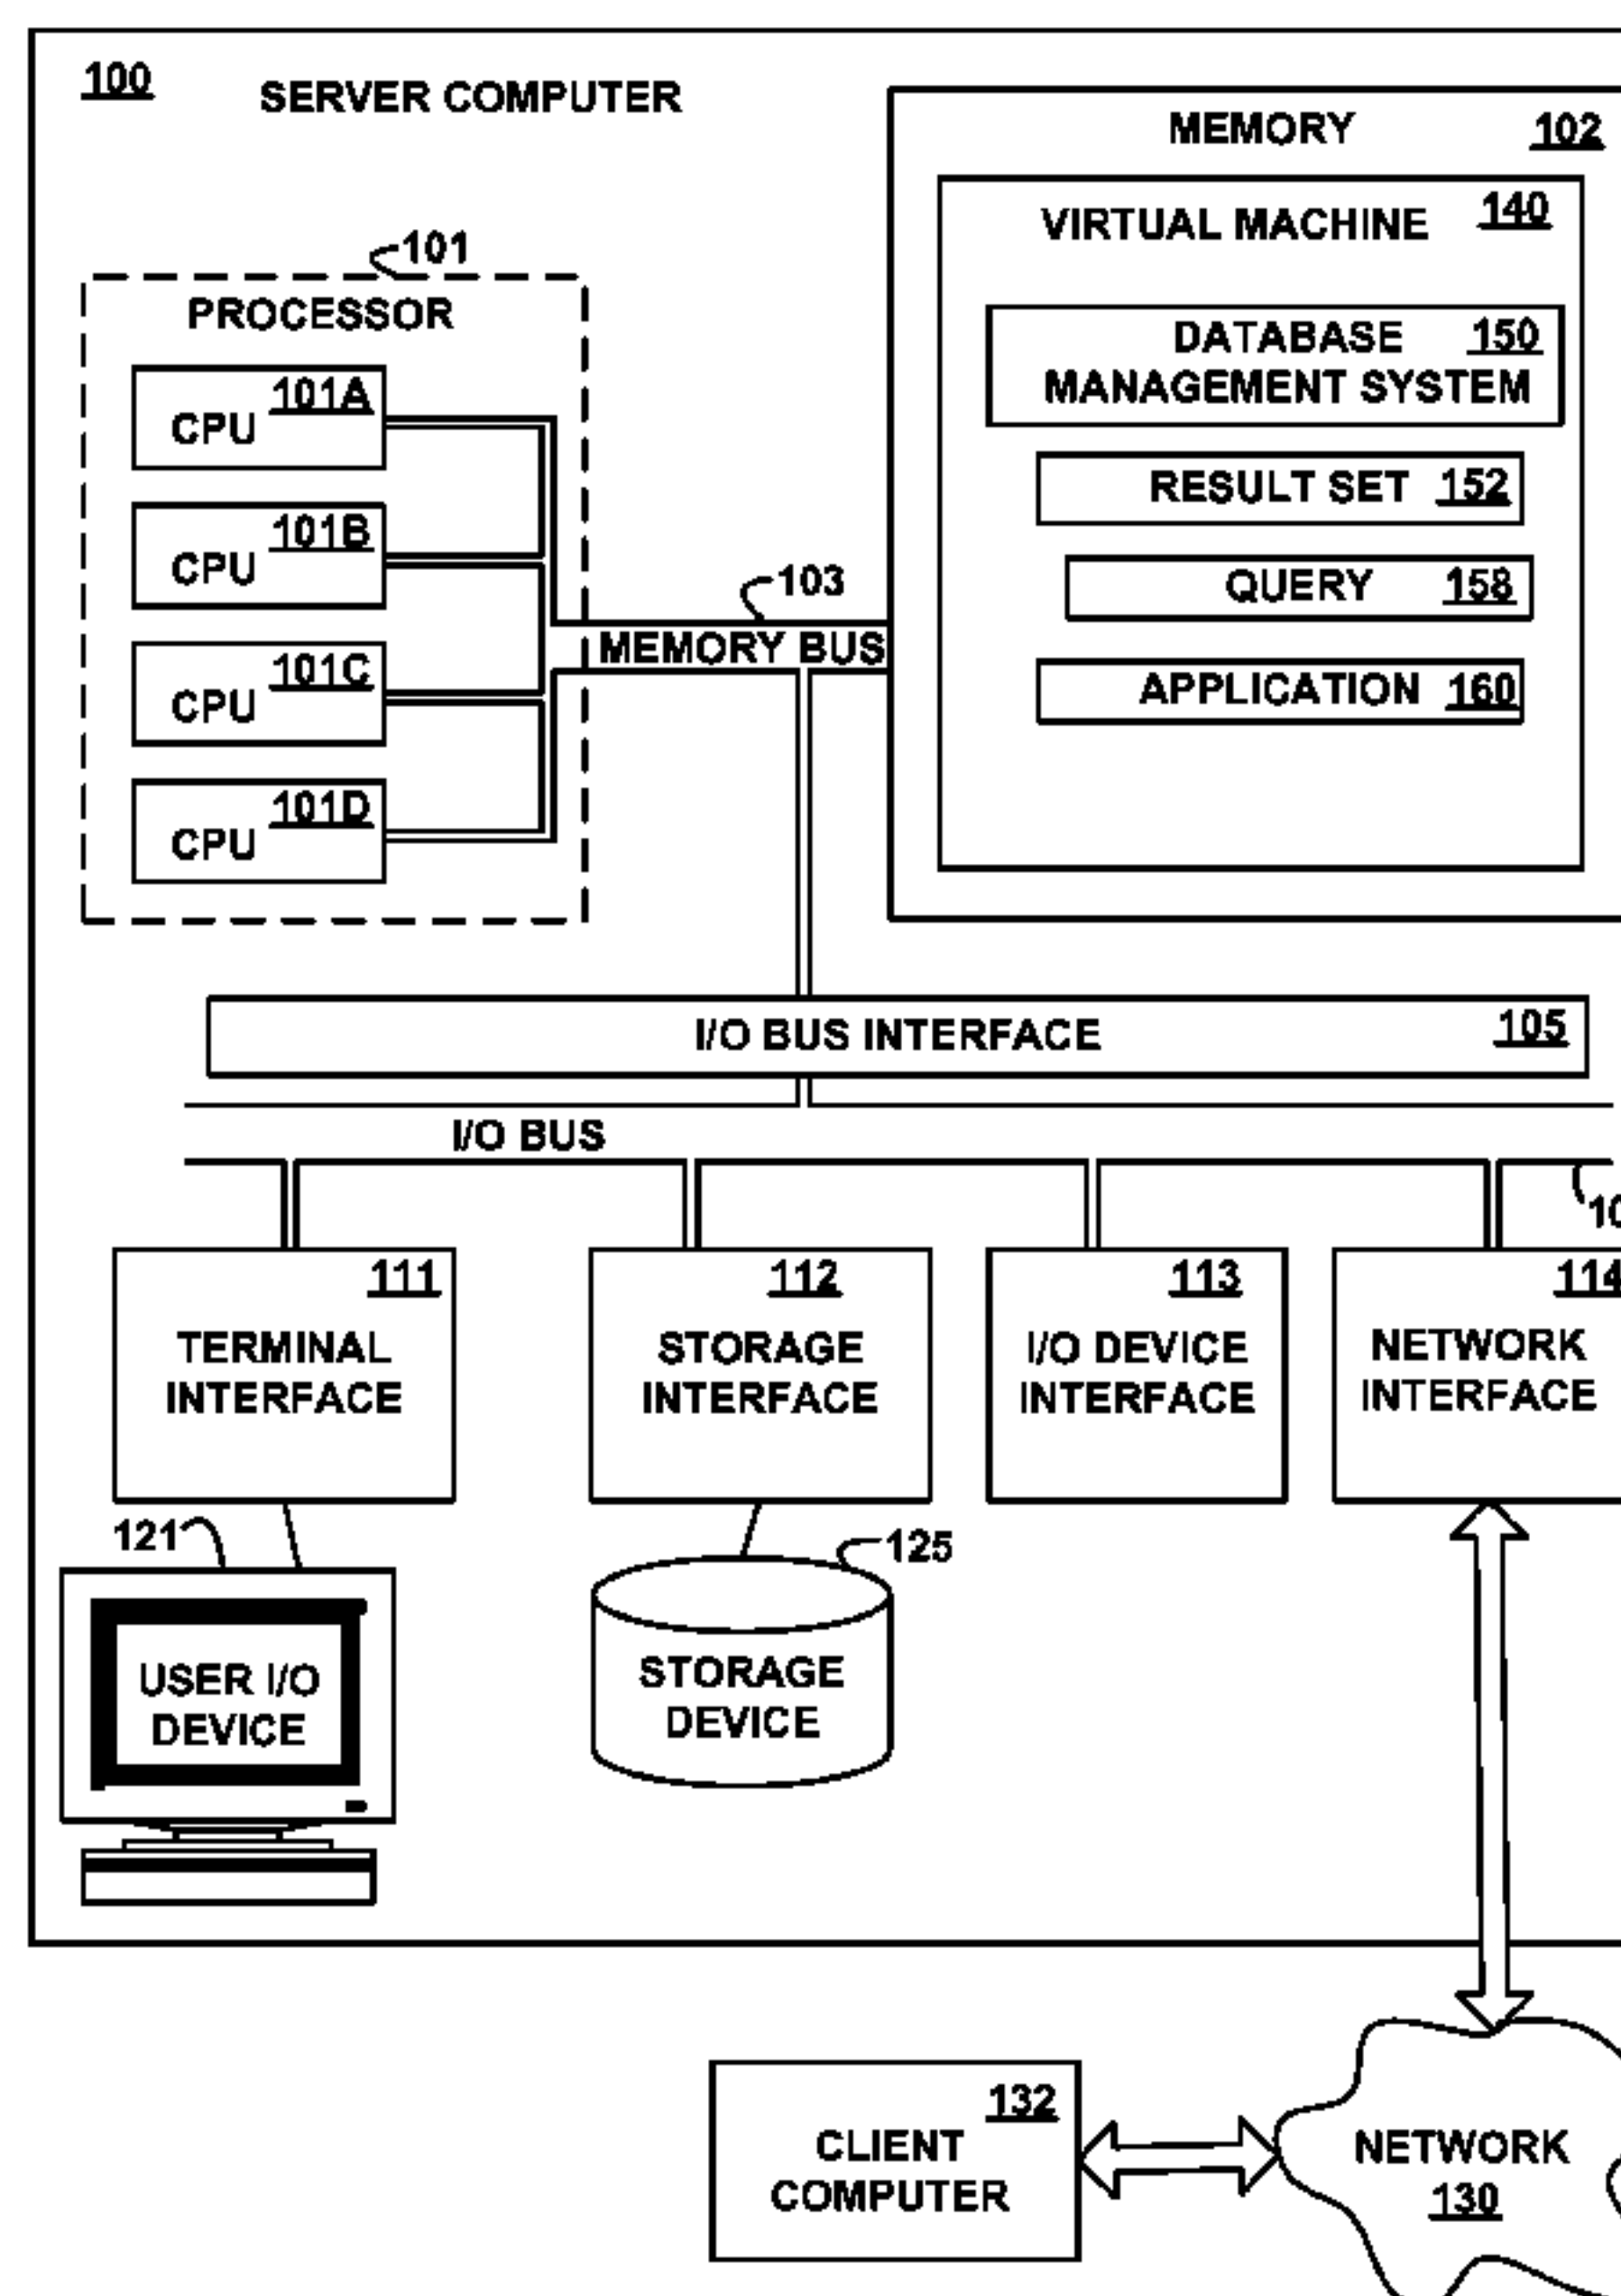 100
SERVER COMPUTER
MEMORY 102
VIRTUAL MACHINE 140
DATABASE 150
MANAGEMENT SYSTEM
RESULT SET 152
QUERY 158
APPLICATION 160
101
PROCESSOR
101A
CPU
101B
CPU
101C
CPU
101D
CPU
103
MEMORY BUS
I/O BUS INTERFACE 105
I/O BUS
111
TERMINAL
INTERFACE
112
STORAGE
INTERFACE
113
I/O DEVICE
INTERFACE
114
NETWORK
INTERFACE
121
USER I/O
DEVICE
125
STORAGE
DEVICE
132
CLIENT
COMPUTER
NETWORK
130